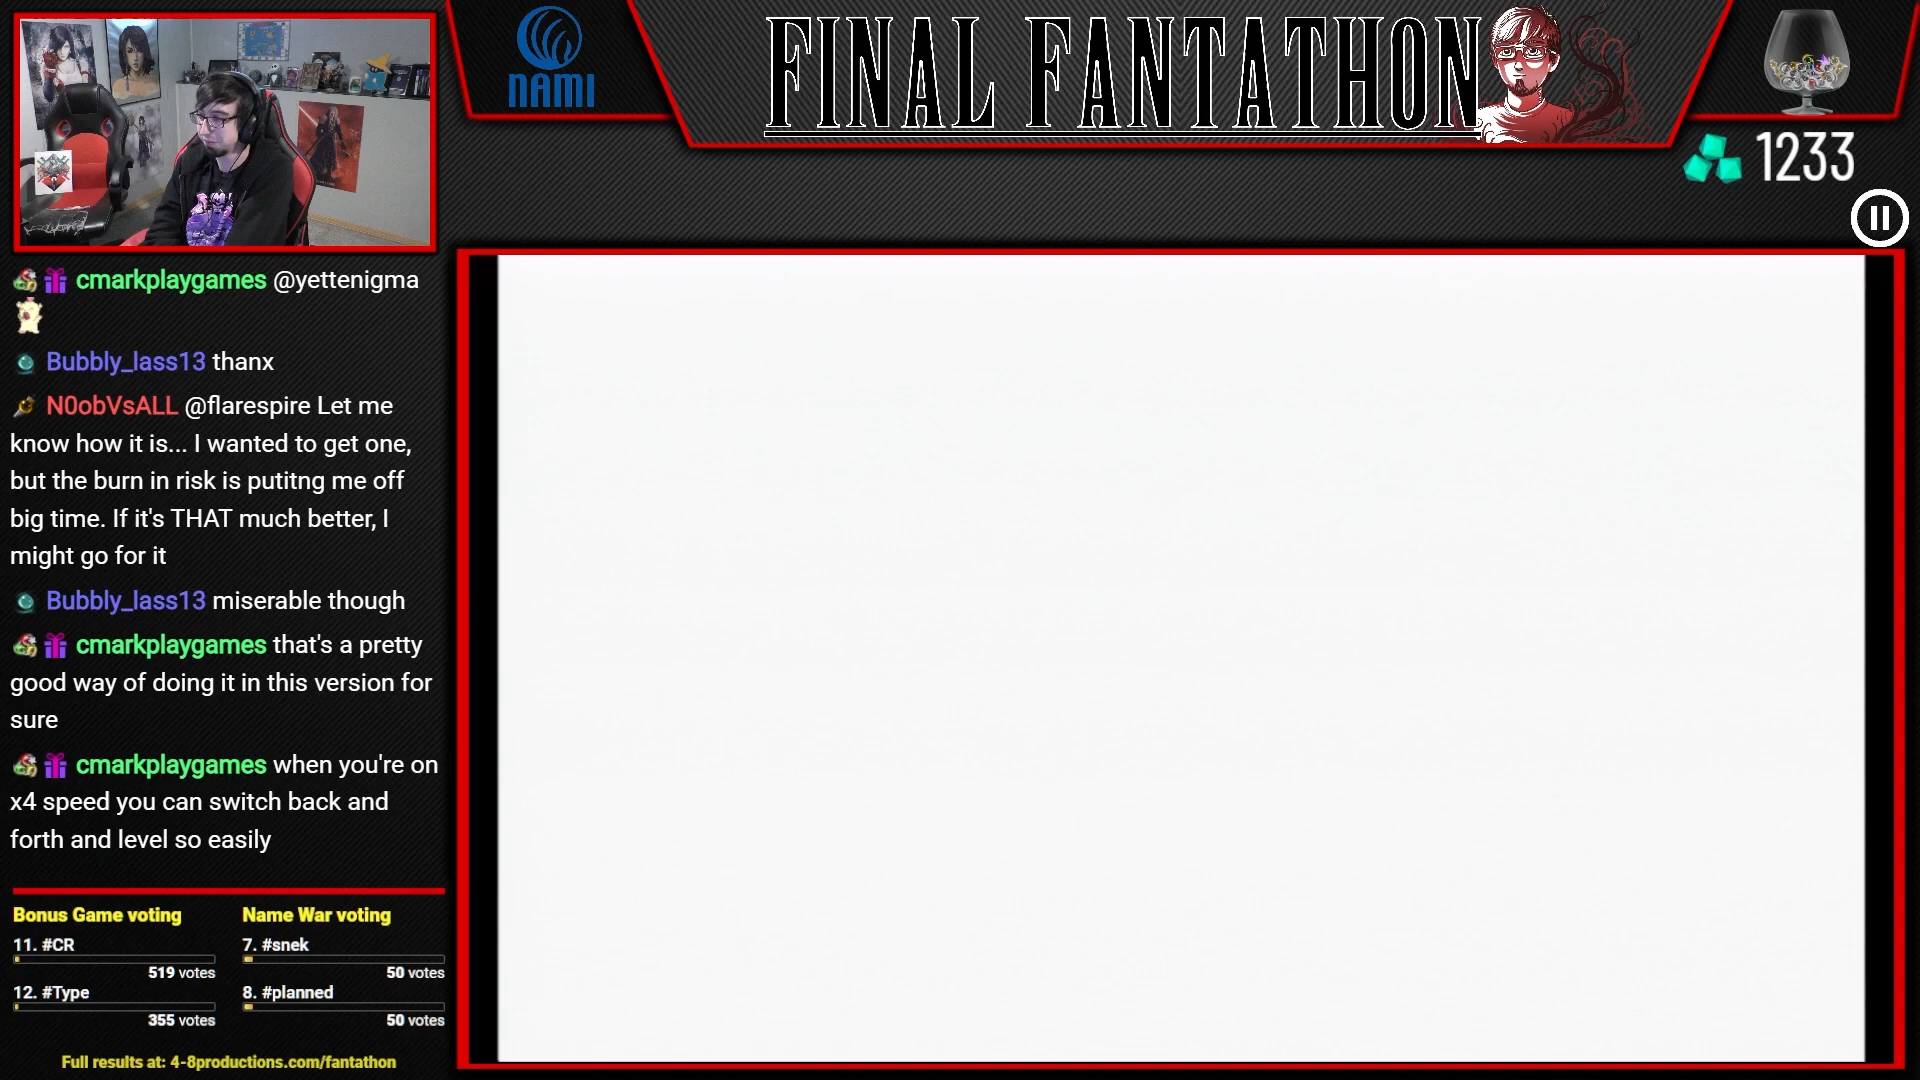 NAMI
FINAL FANTATHON
1233
cmarkplaygames @yettenigma
Bubbly_lass13 thanx
N0obVsALL @flarespire Let me
know how it is... I wanted to get one,
but the burn in risk is putitng me off
big time. If it's THAT much better, I
might go for it
Bubbly_lass13 miserable though
cmarkplaygames that's a pretty
good way of doing it in this version for
sure
cmarkplaygames when you're on
x4 speed you can switch back and
forth and level so easily
Bonus Game voting
11. #CR
519 votes
12. #Type
355 votes
Name War voting
7. #snek
50 votes
8. #planned
50 votes
Full results at: 4-8productions.com/fantathon